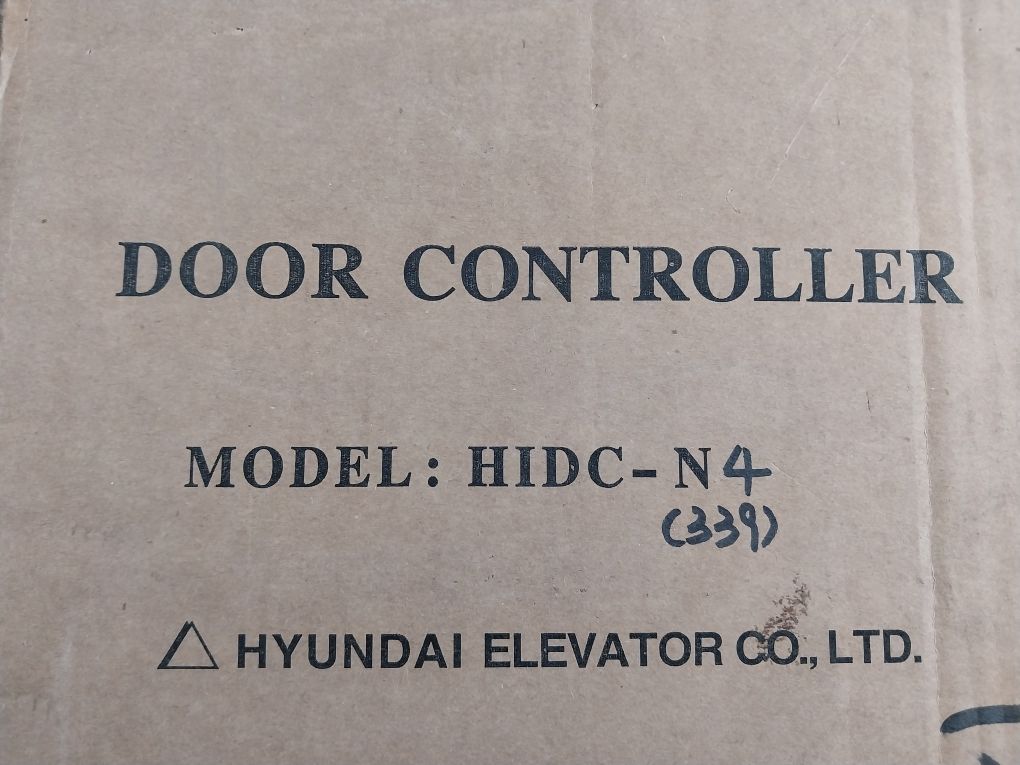 DOOR CONTROLLER
MODEL: HIDC-N4
(339)
HYUNDAI ELEVATOR CO., LTD.